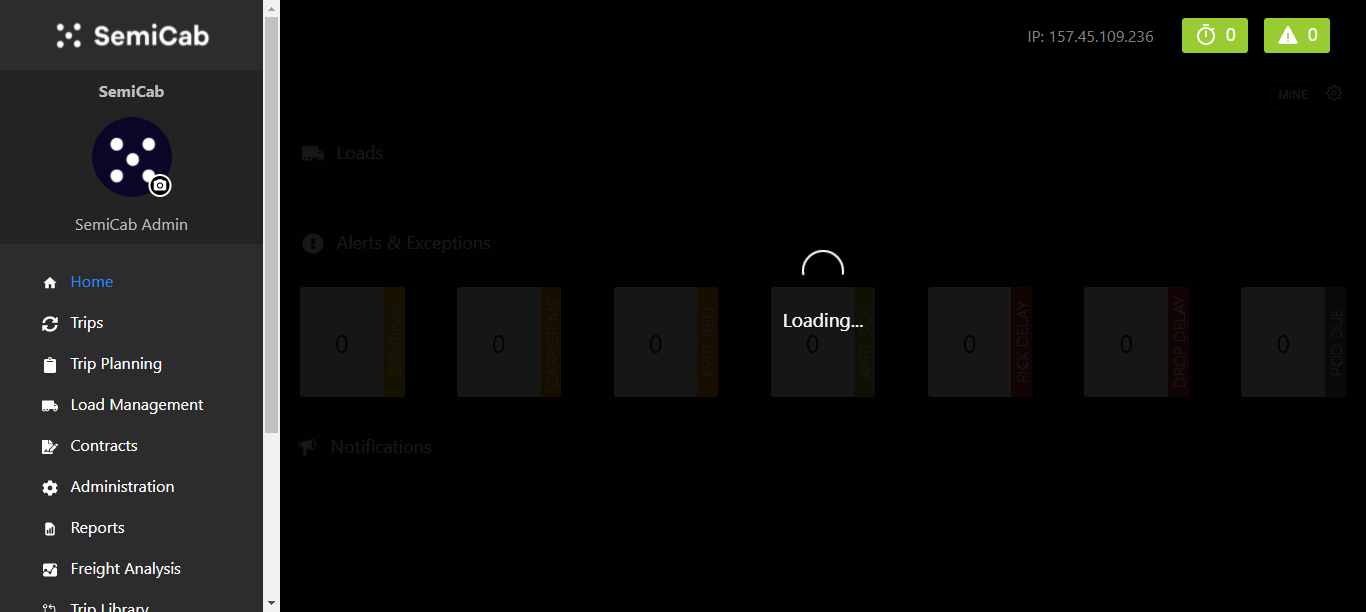 SemiCab
SemiCab
SemiCab Admin
Home
Trips
Trip Planning
Load Management
Contracts
Administration
Reports
Freight Analysis
Trip Library
IP: 157.45.109.236
0
0
MINE
Loads
Alerts & Exceptions
0
EXPIRING
0
CARRIER MS
0
APPT REQ
0
APPT SCH
0
PICK DELAY
0
DROP DELAY
0
POD DUE
Loading...
Notifications